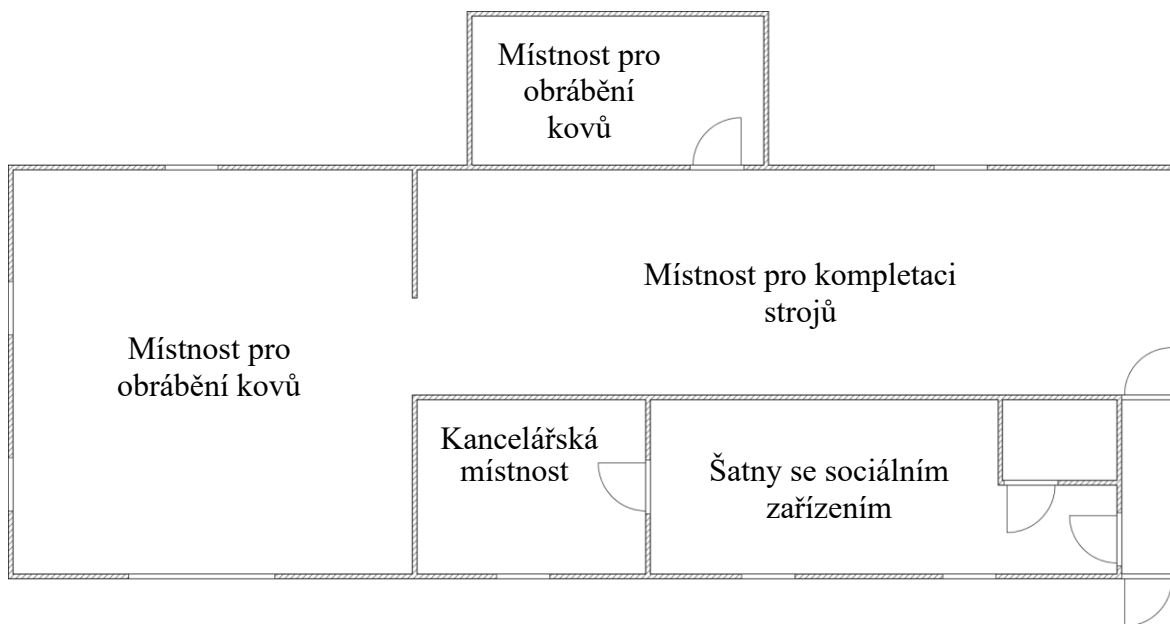 Místnost pro
obrábění
kovů
Místnost pro kompletaci
strojů
Místnost pro
obrábění kovů
Kancelářská
místnost
Šatny se sociálním
zařízením